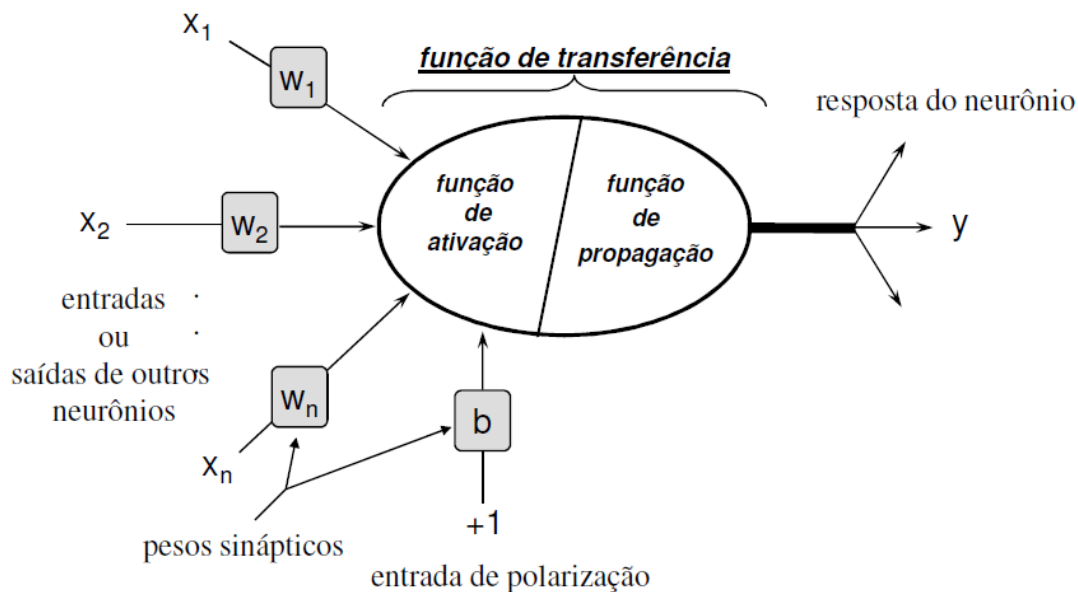 x1
w1
função de transferência
resposta do neurônio
função
de
ativação
função
de
propagação
x2
w2
y
entradas
ou
saídas de outros
neurônios
wn
xn
b
+1
pesos sinápticos
entrada de polarização